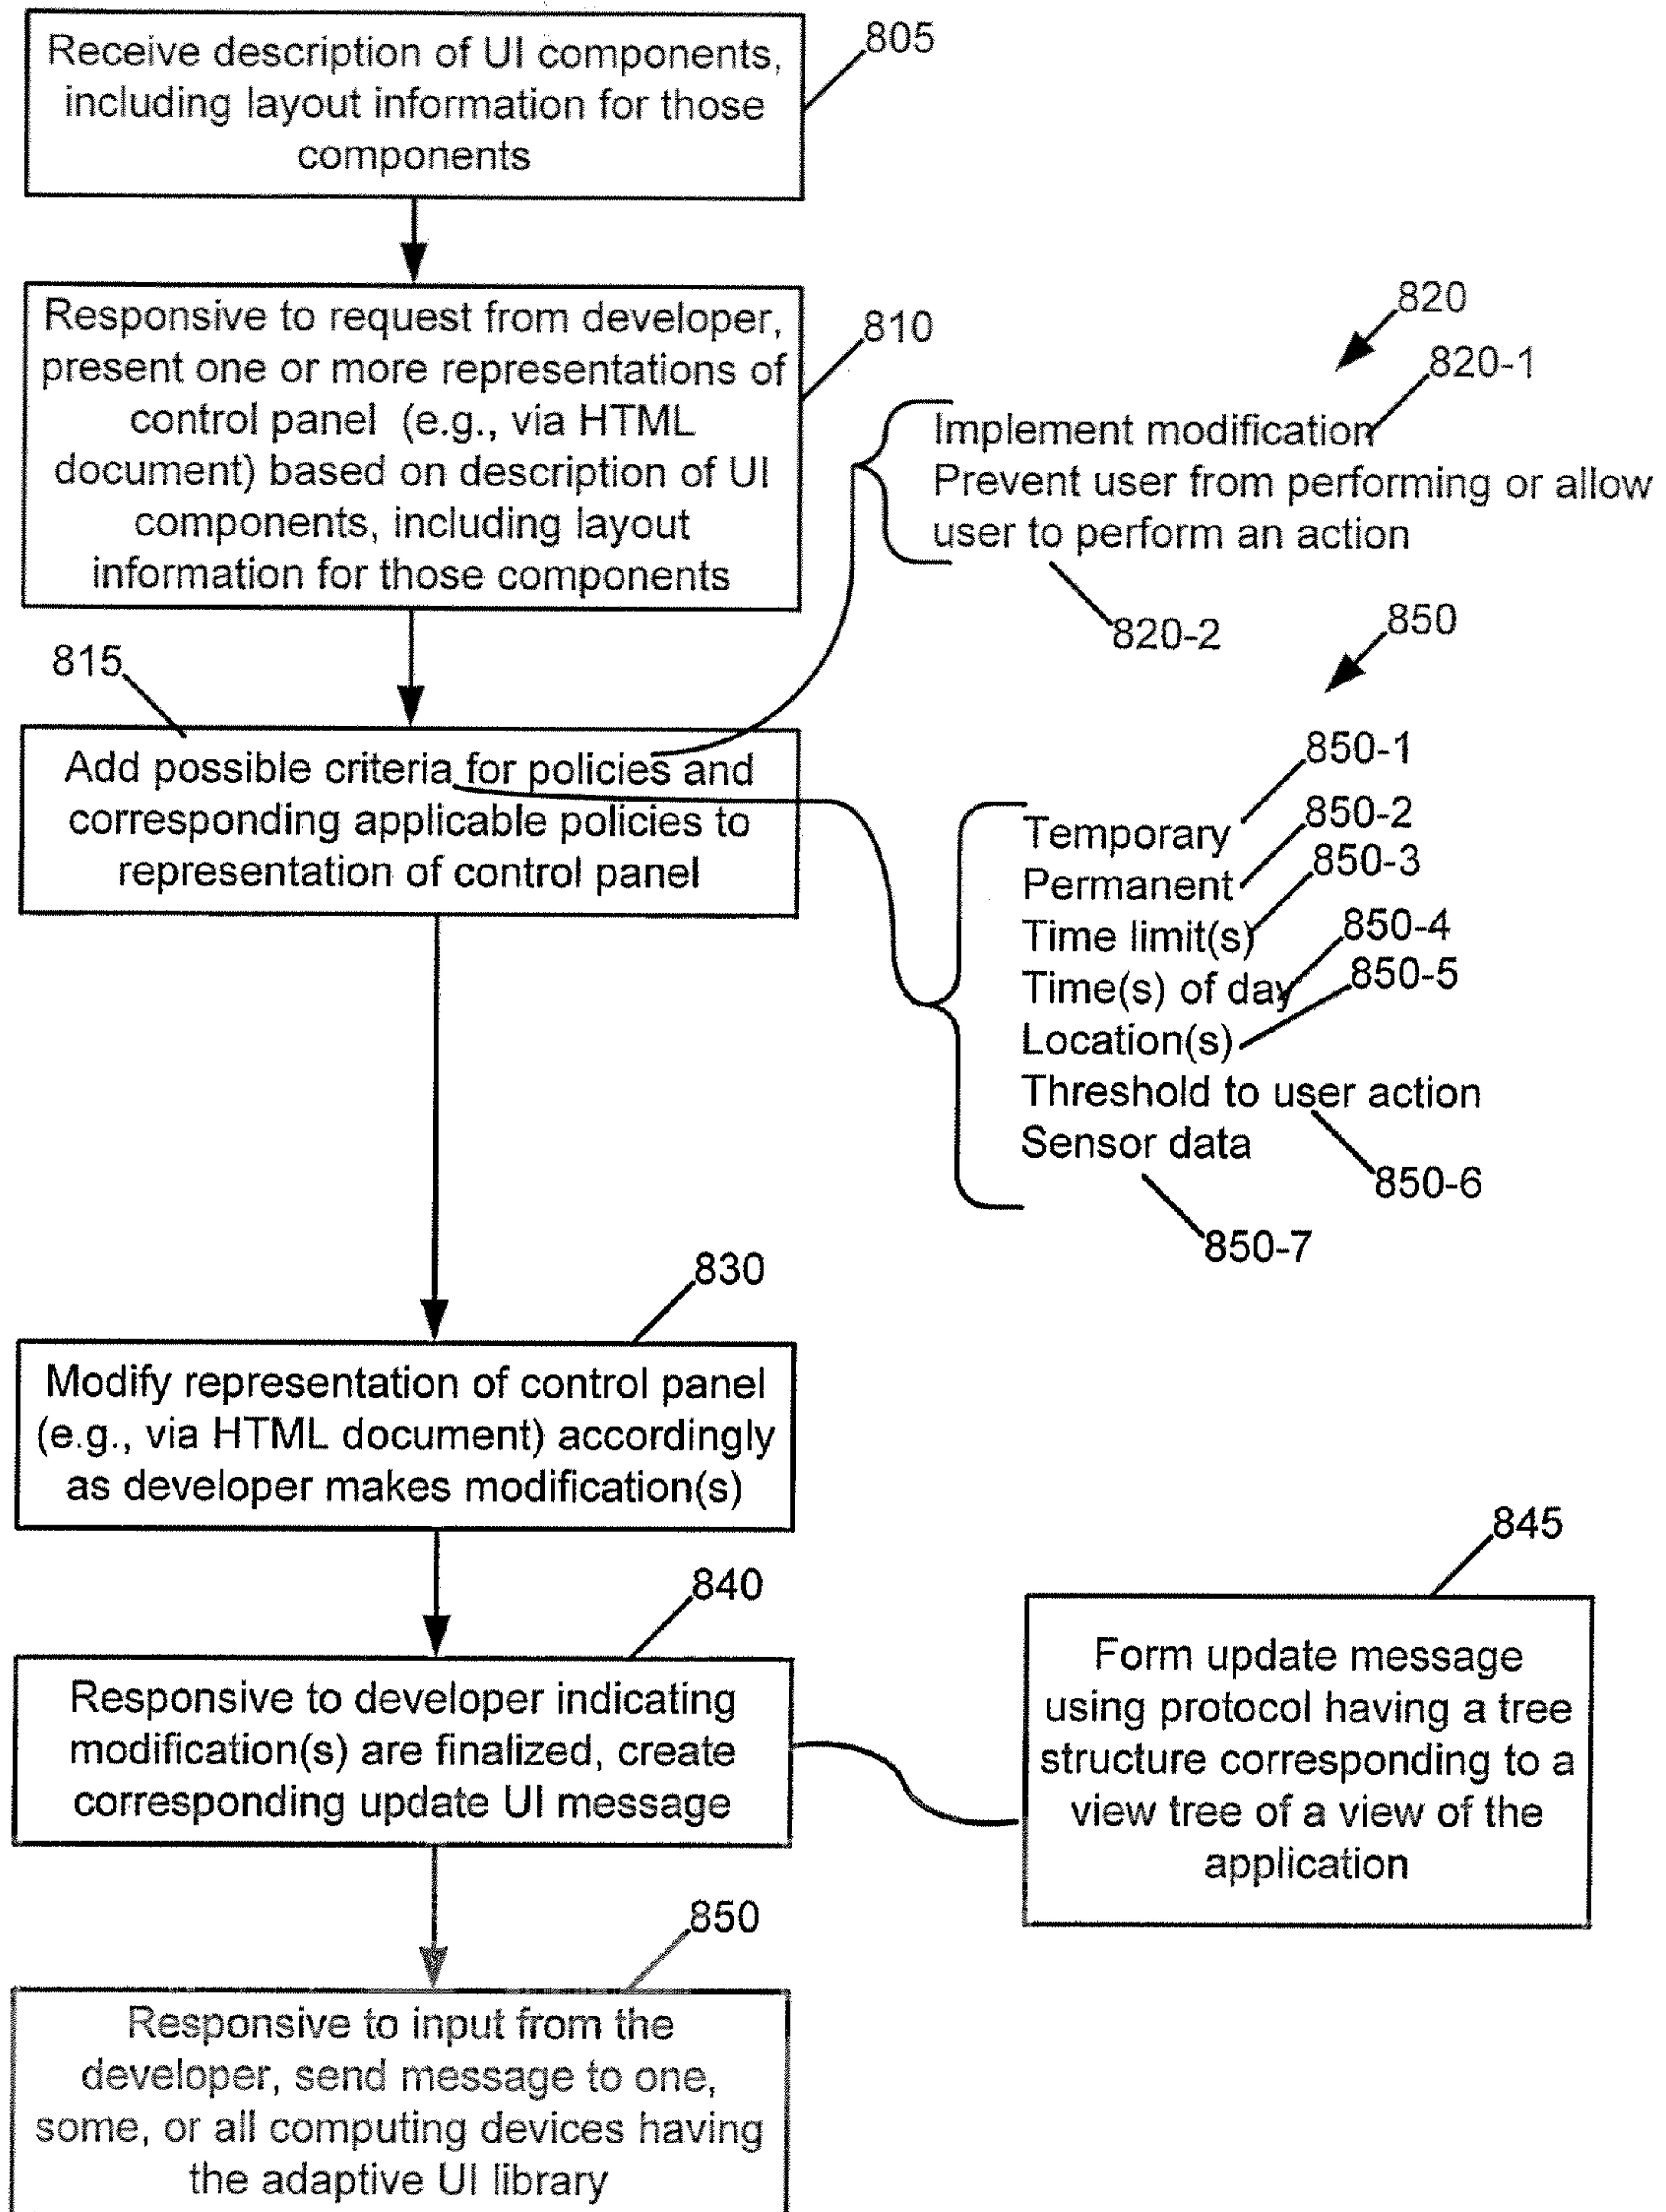 Receive description of UI components,
including layout information for those
components
805
Responsive to request from developer,
present one or more representations of
control panel (e.g., via HTML
document) based on description of UI
components, including layout
information for those components
810
820
820-1
Implement modification
Prevent user from performing or allow
user to perform an action
820-2
815
Add possible criteria for policies and
corresponding applicable policies to
representation of control panel
850
850-1
Temporary
850-2
Permanent
850-3
Time limit(s)
850-4
Time(s) of day
850-5
Location(s)
Threshold to user action
Sensor data
850-6
850-7
830
Modify representation of control panel
(e.g., via HTML document) accordingly
as developer makes modification(s)
840
Responsive to developer indicating
modification(s) are finalized, create
corresponding update UI message
845
Form update message
using protocol having a tree
structure corresponding to a
view tree of a view of the
application
850
Responsive to input from the
developer, send message to one,
some, or all computing devices having
the adaptive UI library